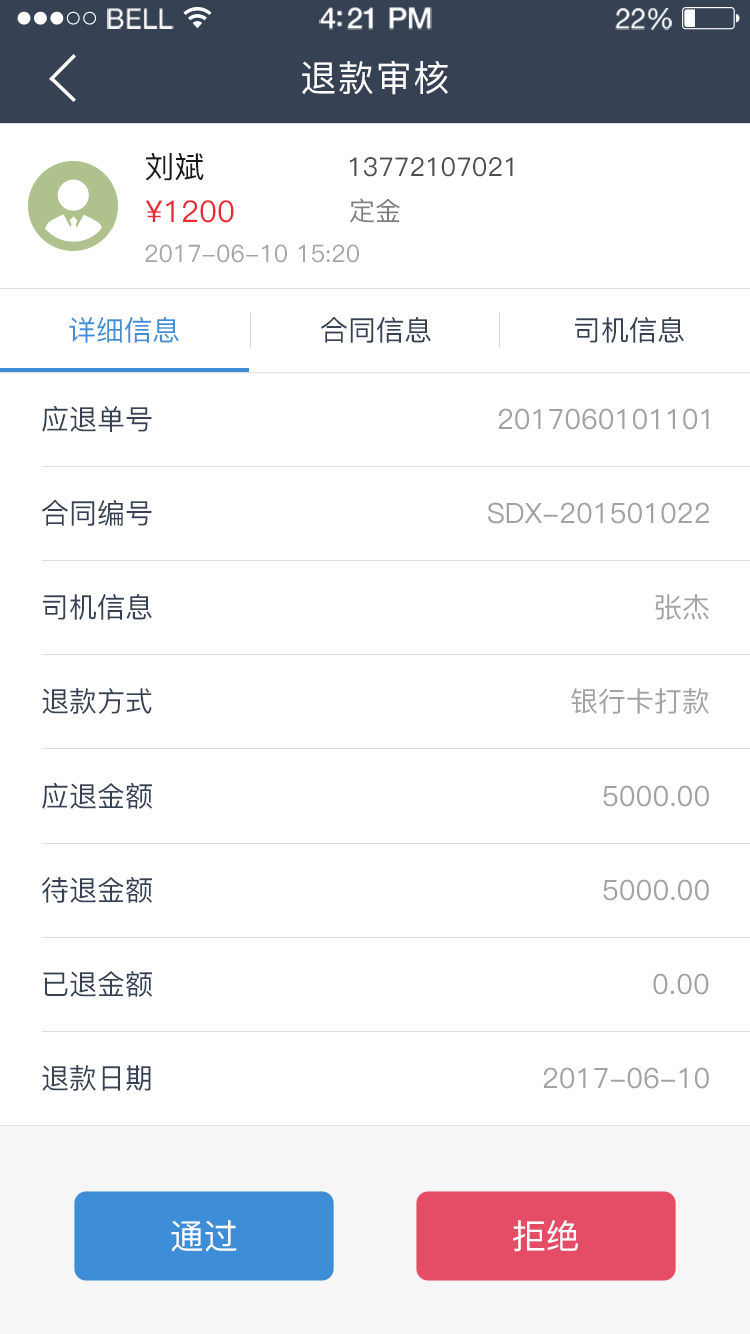 BELL 4:21 PM 22%
退款审核
刘斌 13772107021
¥1200 定金
2017-06-10 15:20
详细信息 合同信息 司机信息
应退单号 2017060101101
合同编号 SDX-201501022
司机信息 张杰
退款方式 银行卡打款
应退金额 5000.00
待退金额 5000.00
已退金额 0.00
退款日期 2017-06-10
通过 拒绝